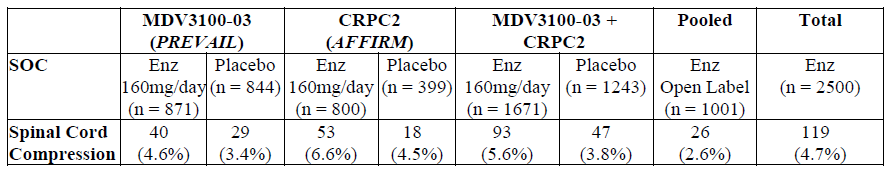 MDV3100-03 (PREVAIL) CRPC2 (AFFIRM) MDV3100-03 + CRPC2 Pooled Total
SOC Enz 160mg/day (n = 871) Placebo (n = 844) Enz 160mg/day (n = 800) Placebo (n = 399) Enz 160mg/day (n = 1671) Placebo (n = 1243) Enz Open Label (n = 1001) Enz (n = 2500)
Spinal Cord Compression 40 (4.6%) 29 (3.4%) 53 (6.6%) 18 (4.5%) 93 (5.6%) 47 (3.8%) 26 (2.6%) 119 (4.7%)